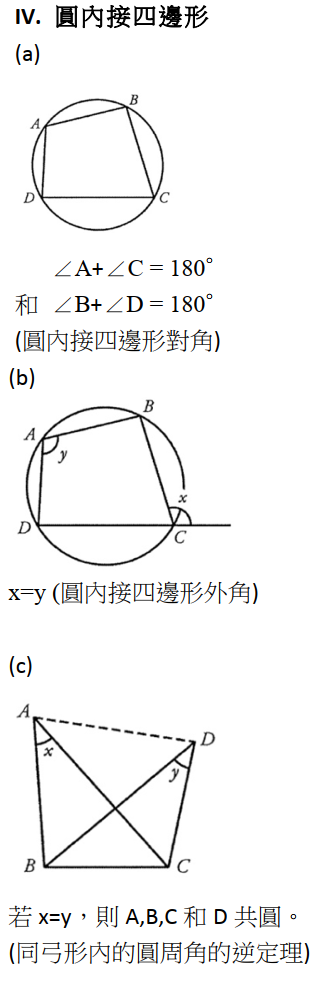 IV. 圓內接四邊形
(a)
B
A
D
C
∠A+∠C = 180°
和 ∠B+∠D = 180°
(圓內接四邊形對角)
(b)
B
A
y
x
D
C
x=y (圓內接四邊形外角)
(c)
A
D
x
y
B
C
若 x=y，則 A,B,C 和 D 共圓。
(同弓形內的圓周角的逆定理)